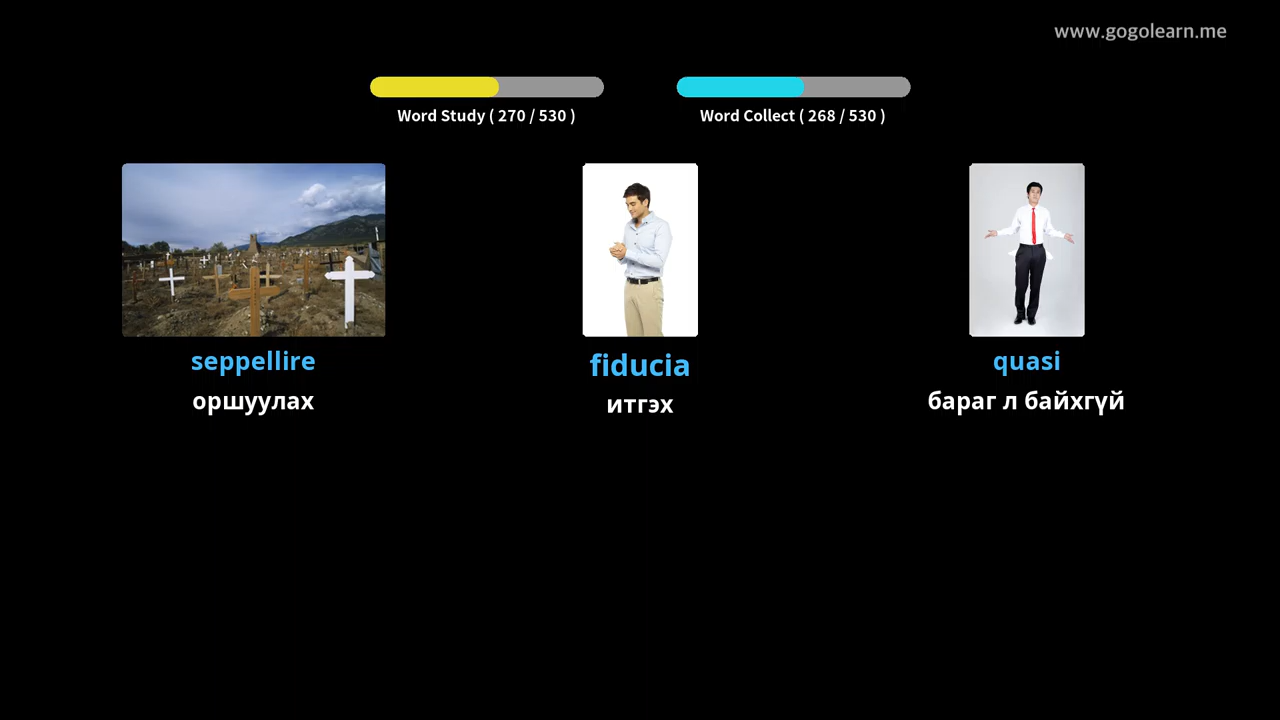 www.gogolearn.me
Word Study ( 270 / 530 )
Word Collect ( 268 / 530 )
seppellire
оршуулах
fiducia
итгэх
quasi
бараг л байхгүй